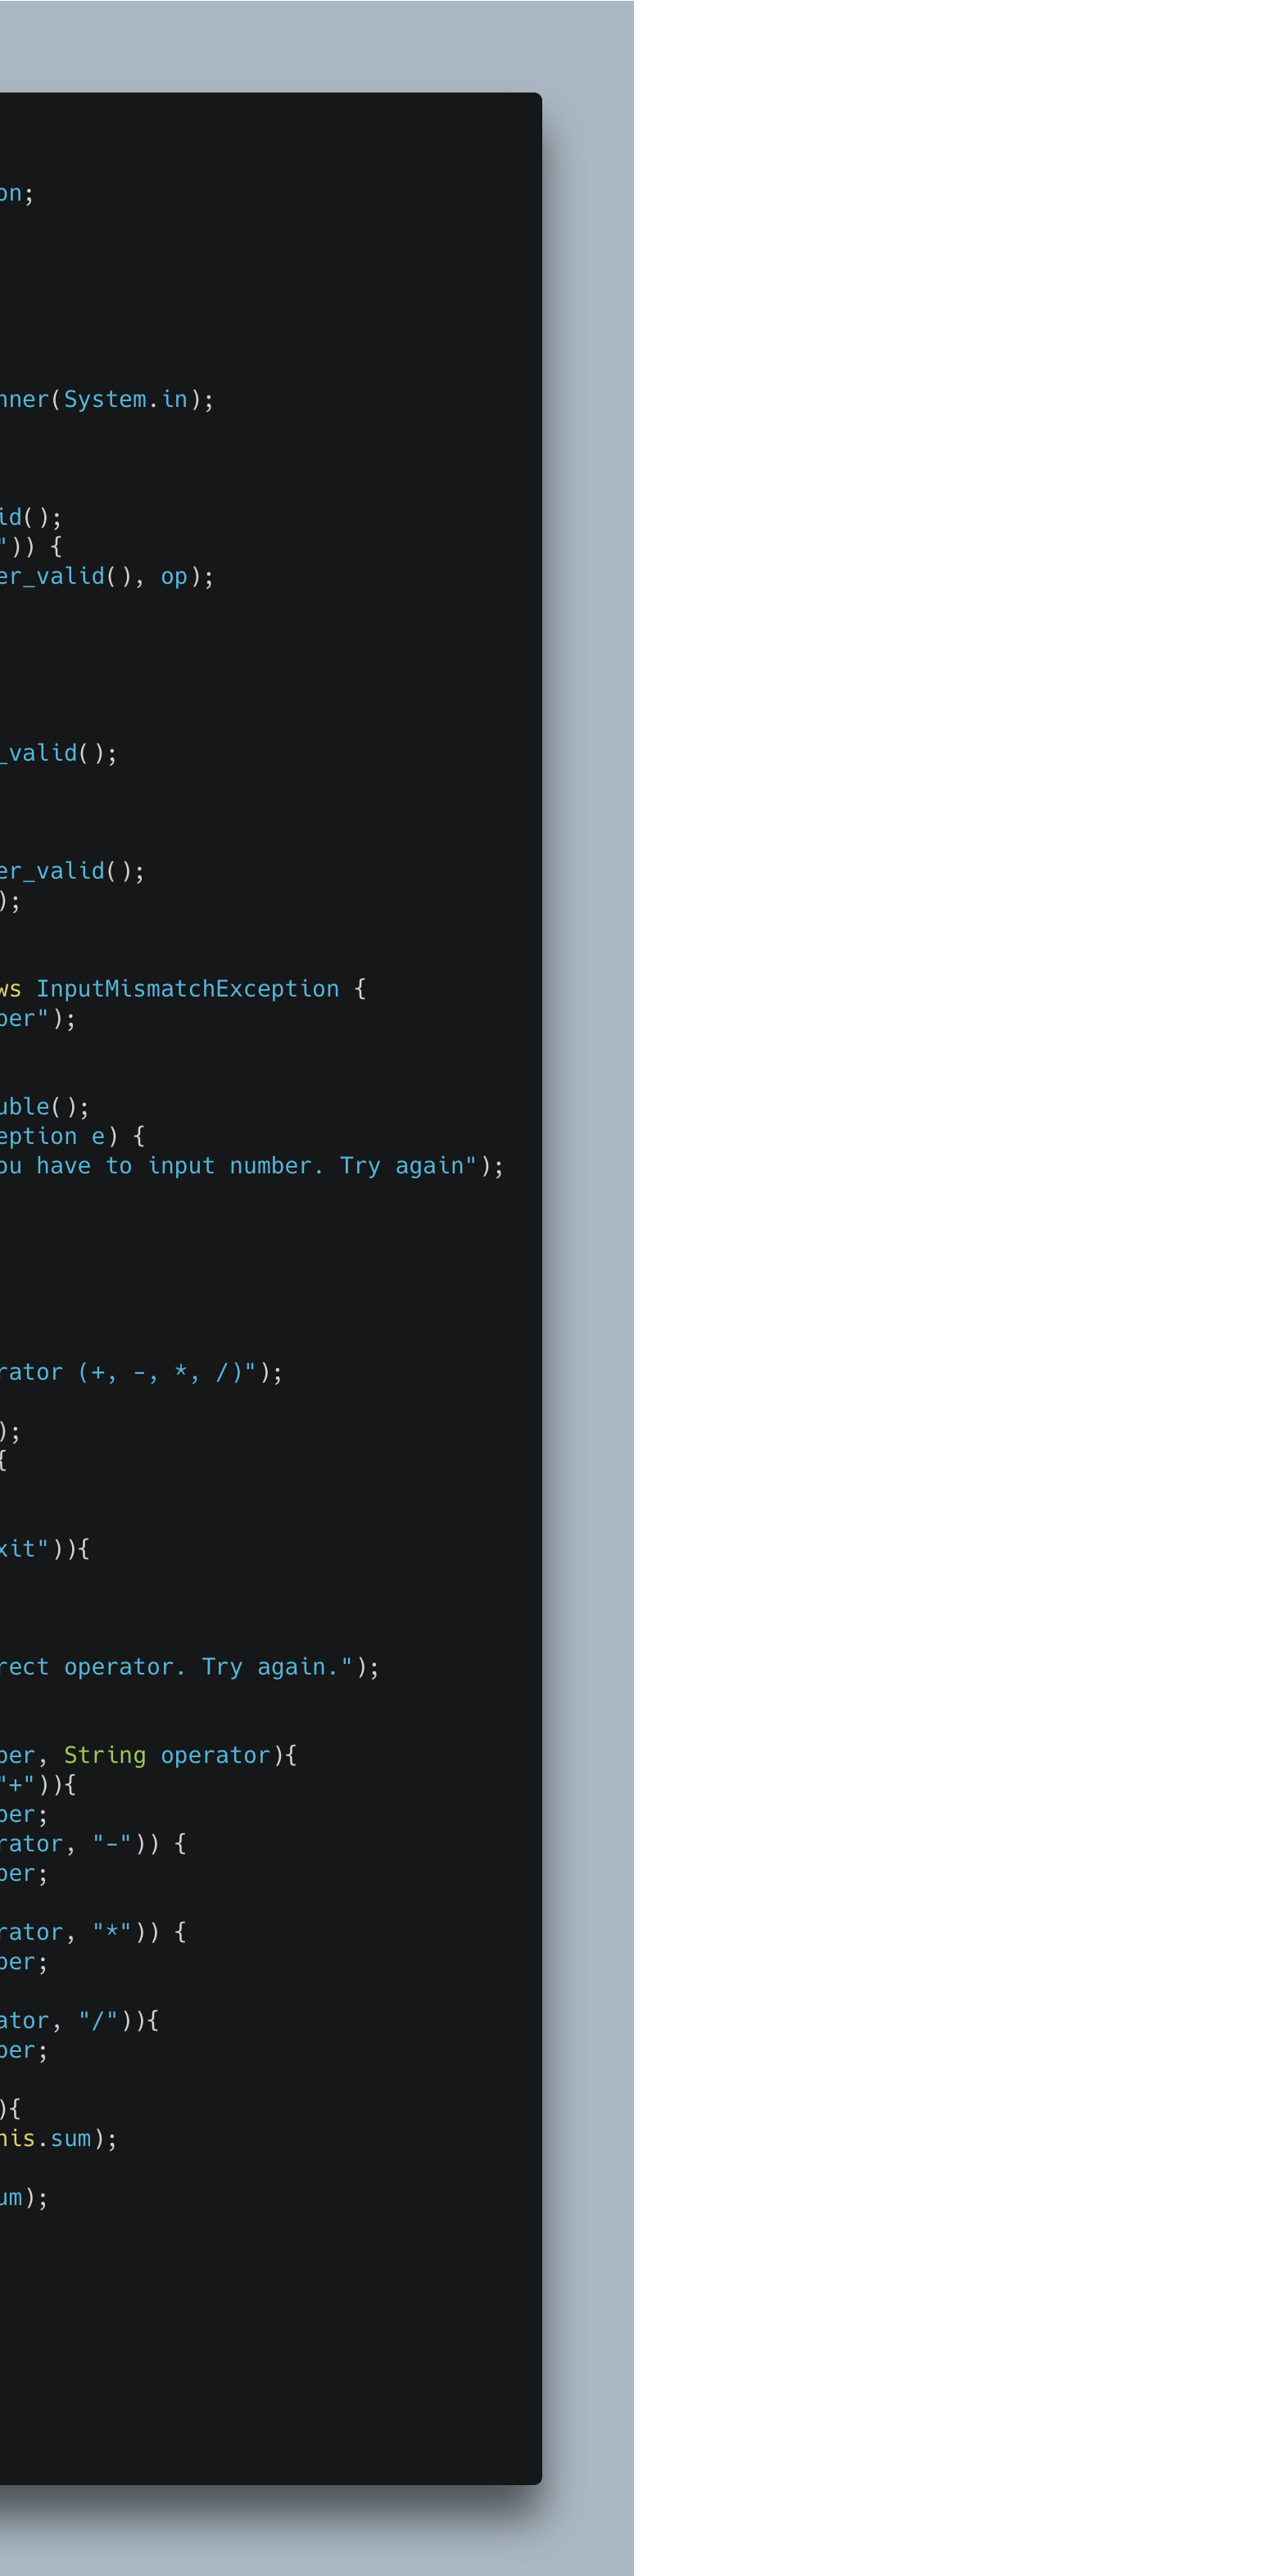 on;
nner(System.in);
id();
")) {
er_valid(), op);
_valid();
er_valid();
);
ws InputMismatchException {
ber");
uble();
eption e) {
ou have to input number. Try again");
rator (+, -, *, /)");
);
{
xit")){
rect operator. Try again.");
ber, String operator){
"+")){
ber;
rator, "-")) {
ber;
rator, "*")) {
ber;
ator, "/")){
ber;
){
his.sum);
um);